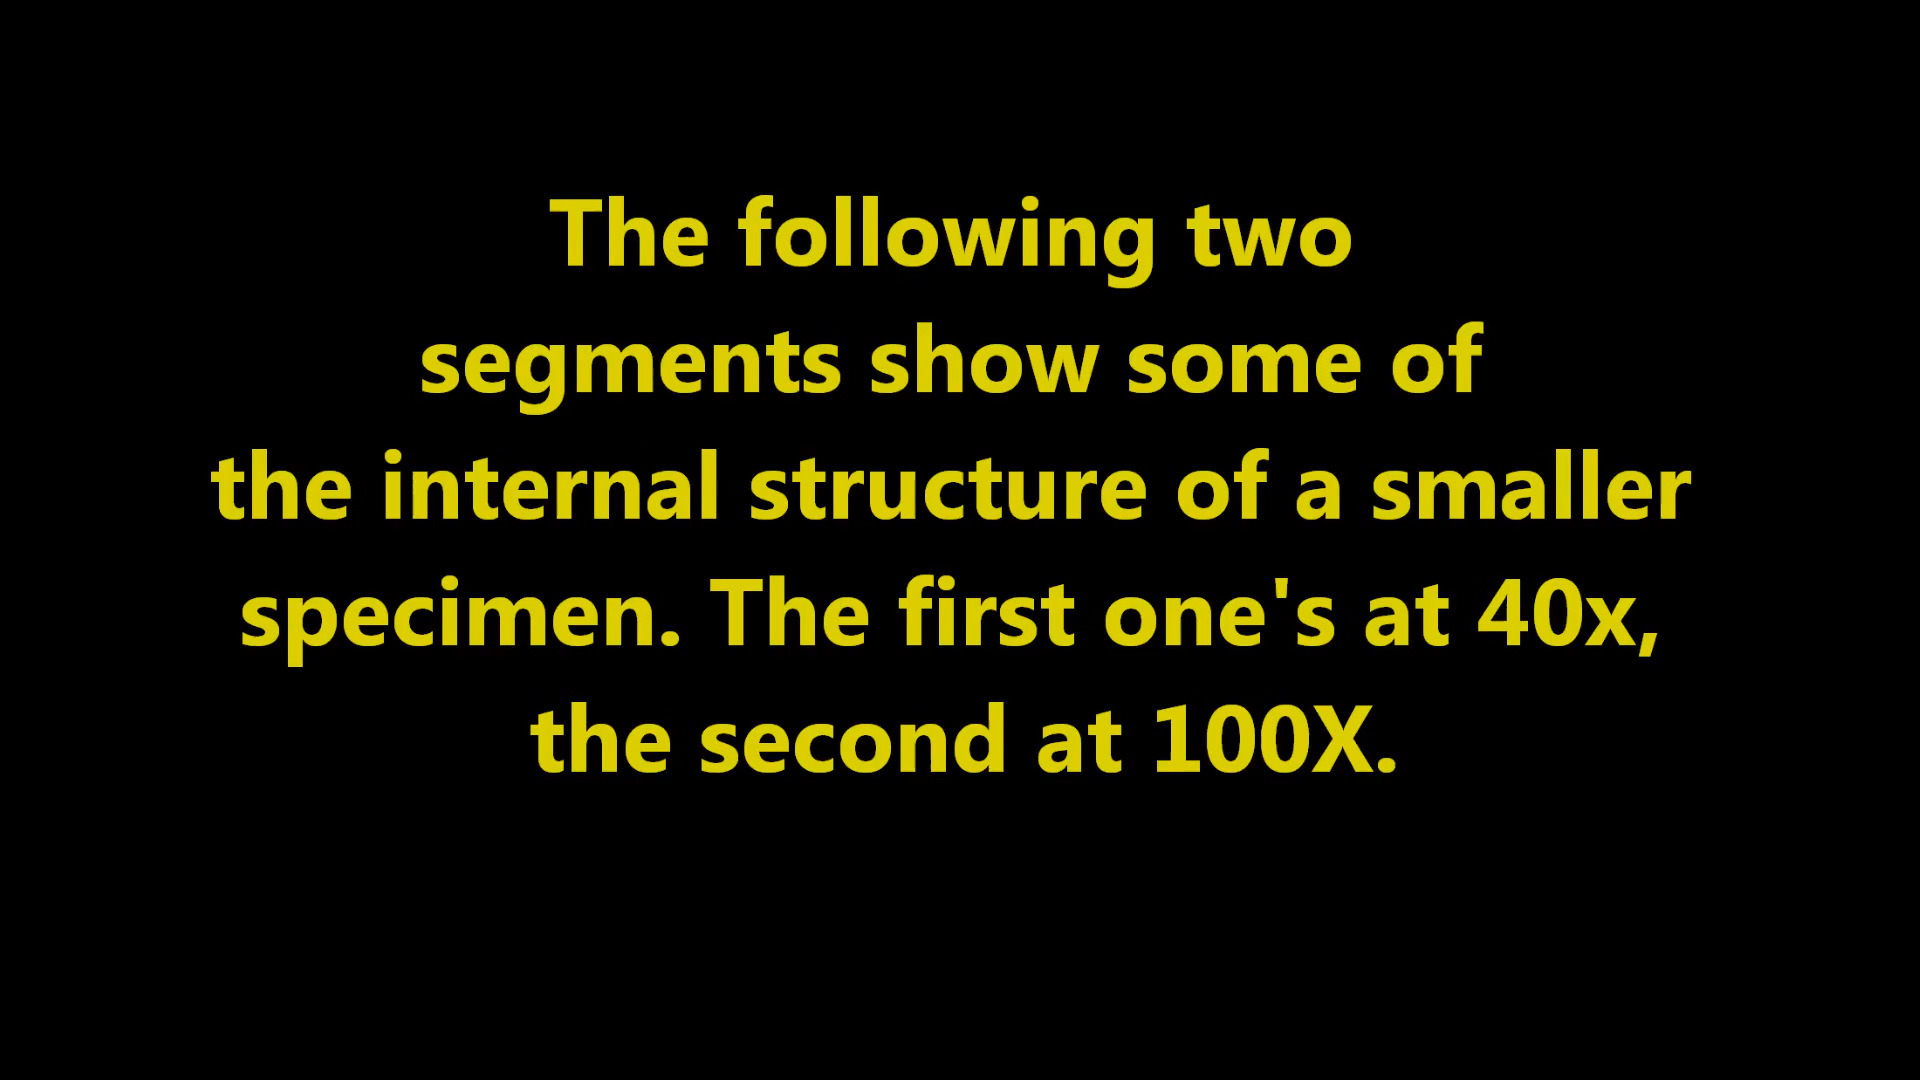 The following two
segments show some of
the internal structure of a smaller
specimen. The first one's at 40x,
the second at 100X.